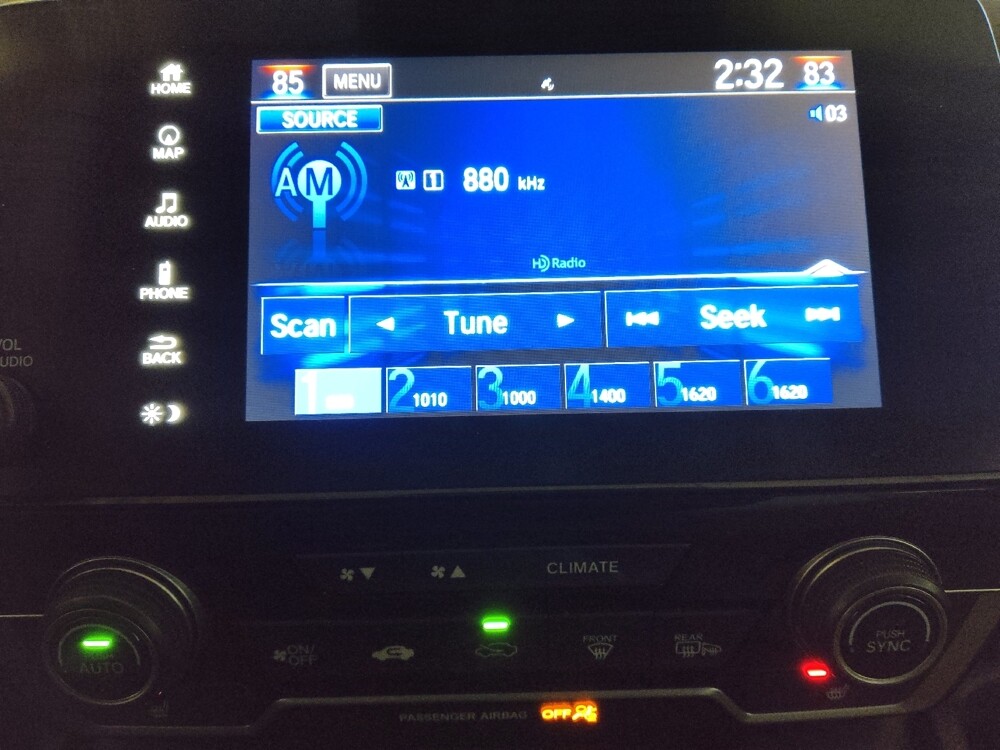 HOME
85 MENU 2:32 83
SOURCE 03
MAP
AM 1 880 kHz
AUDIO
HD Radio
PHONE
Scan Tune Seek
BACK
1
2 1010
3 1000
4 1400
5 1620
6 1620
CLIMATE
AUTO
ON/
OFF
FRONT
REAR
PUSH
SYNC
PASSENGER AIRBAG OFF